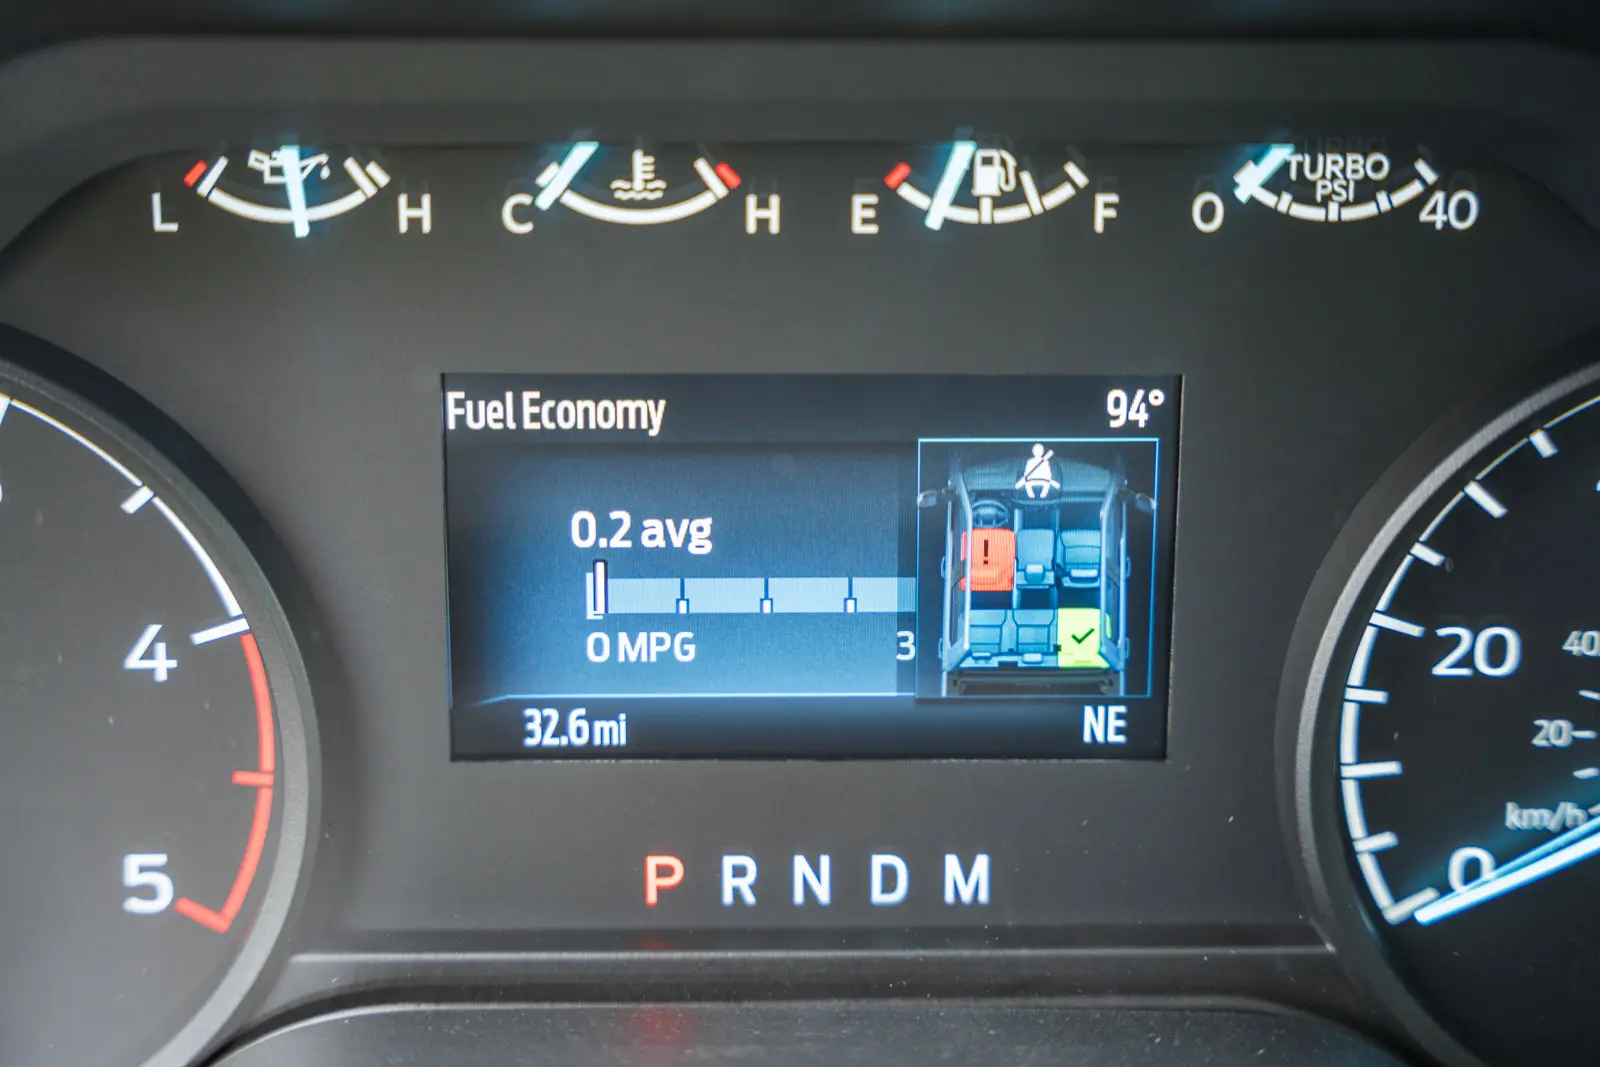 L H C H E F 0 TURBO PSI 40
Fuel Economy 94°
0.2 avg
0 MPG 3
32.6 mi NE
4
5
20
40
20
km/h
0
P R N D M